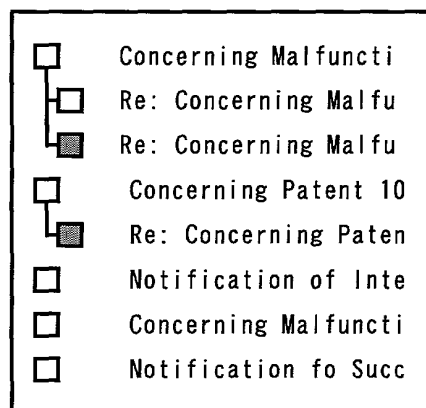 Concerning Malfuncti
Re: Concerning Malfu
Re: Concerning Malfu
Concerning Patent 10
Re: Concerning Paten
Notification of Inte
Concerning Malfuncti
Notification fo Succ